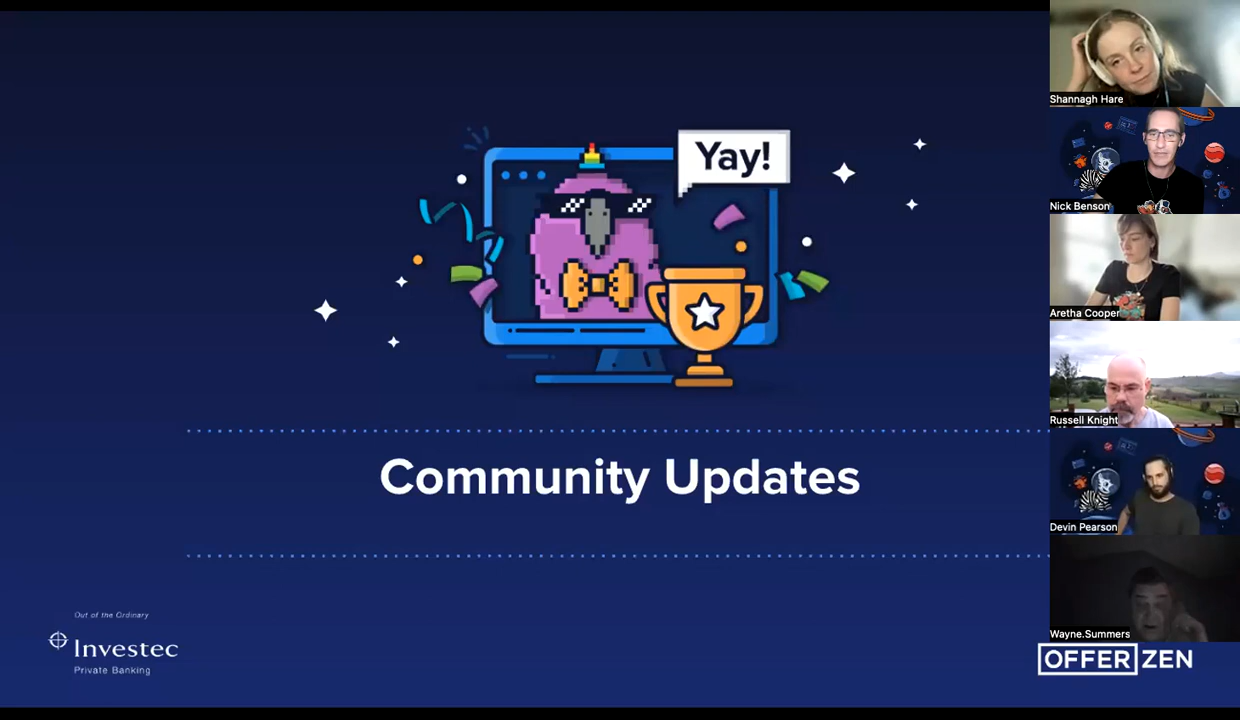 Yay!
Community Updates
Out of the Ordinary
Investec
Private Banking
OFFERZEN
Shannagh Hare
Nick Benson
Aretha Cooper
Russell Knight
Devin Pearson
Wayne.Summers